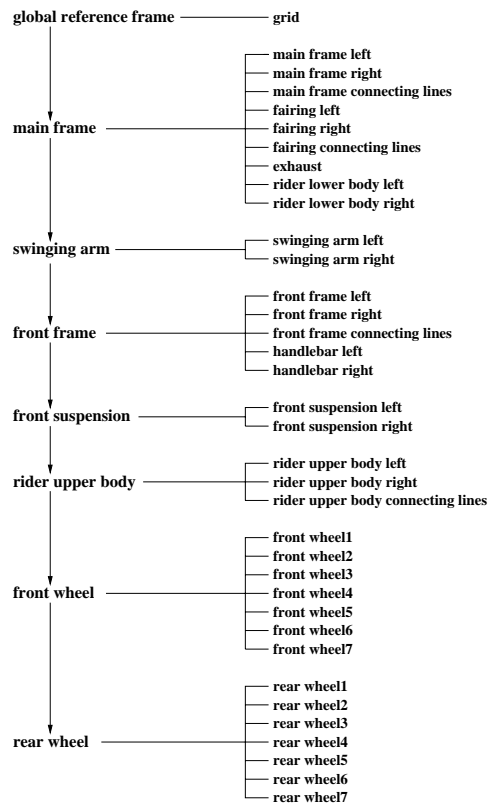 global reference frame
grid
main frame
main frame left
main frame right
main frame connecting lines
fairing left
fairing right
fairing connecting lines
exhaust
rider lower body left
rider lower body right
swinging arm
swinging arm left
swinging arm right
front frame
front frame left
front frame right
front frame connecting lines
handlebar left
handlebar right
front suspension
front suspension left
front suspension right
rider upper body
rider upper body left
rider upper body right
rider upper body connecting lines
front wheel
front wheel1
front wheel2
front wheel3
front wheel4
front wheel5
front wheel6
front wheel7
rear wheel
rear wheel1
rear wheel2
rear wheel3
rear wheel4
rear wheel5
rear wheel6
rear wheel7